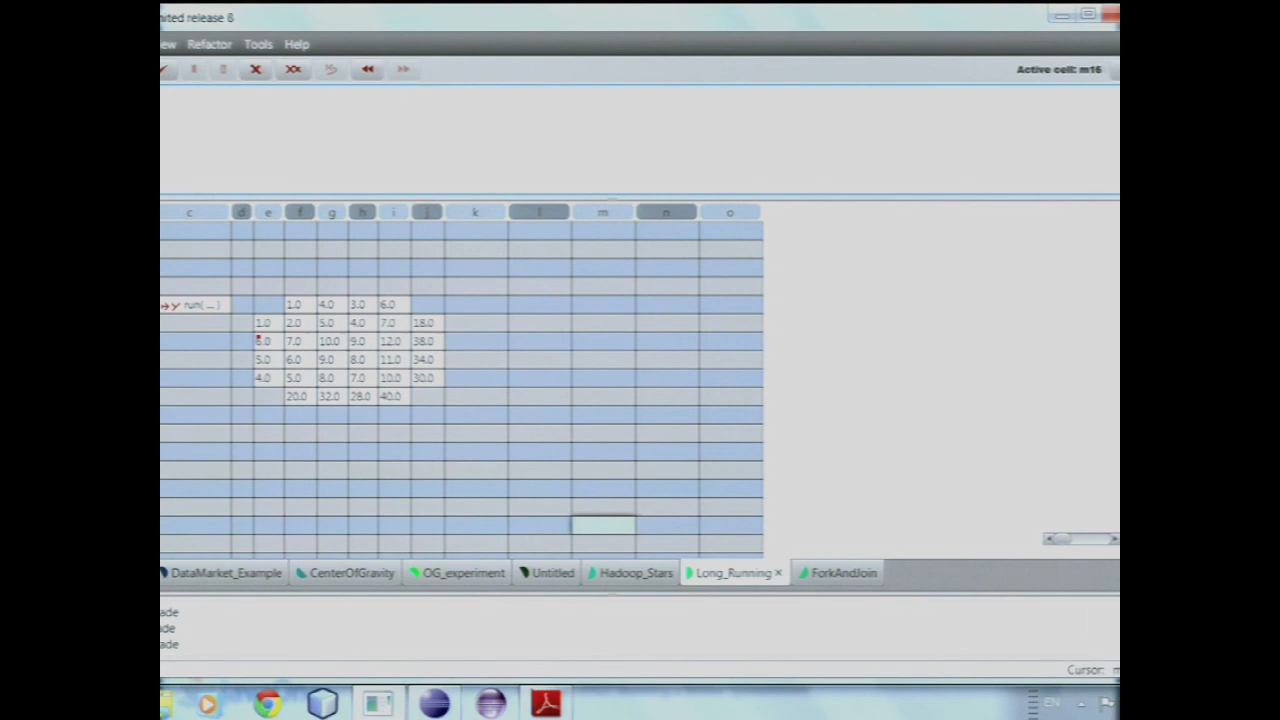 nited release 8
ew Refactor Tools Help
Active cell: m16
c d e f g h i j k l m n o
run( ... ) 1.0 4.0 3.0 6.0
1.0 2.0 5.0 4.0 7.0 18.0
6.0 7.0 10.0 9.0 12.0 38.0
5.0 6.0 9.0 8.0 11.0 34.0
4.0 5.0 8.0 7.0 10.0 30.0
20.0 32.0 28.0 40.0
DataMarket_Example CenterOfGravity OG_experiment Untitled Hadoop_Stars Long_Running × ForkAndJoin
ade
ade
ade
Cursor: m
EN